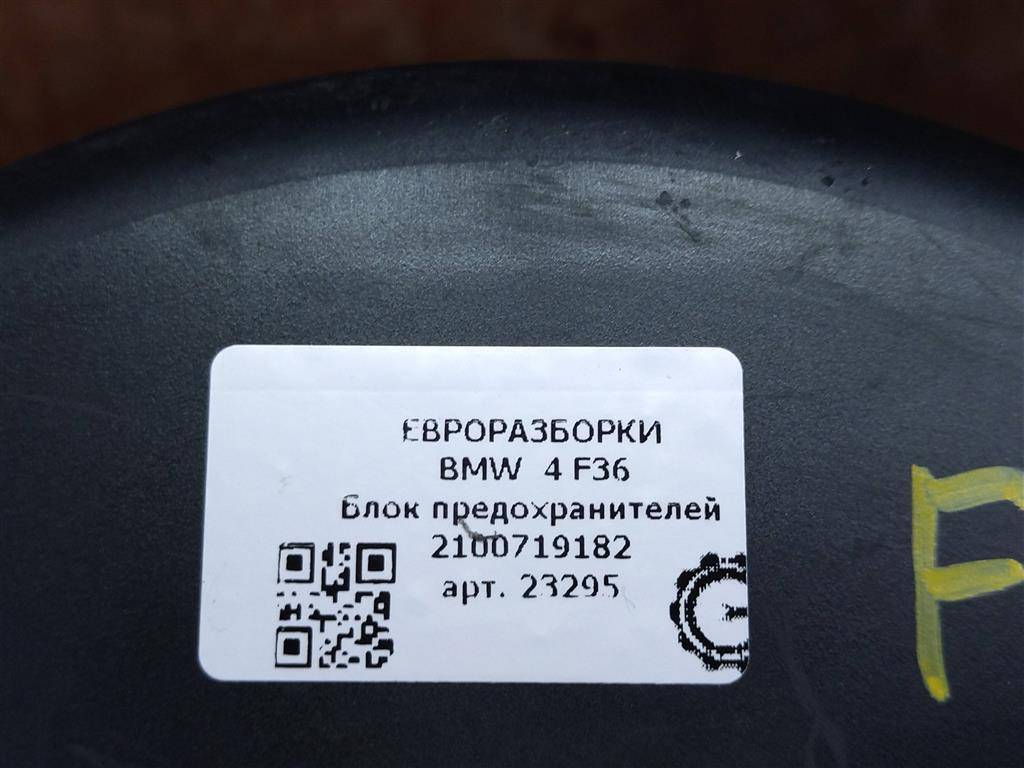 ЕВРОРАЗБОРКИ
BMW 4 F36
Блок предохранителей
2100719182
арт. 23295
F